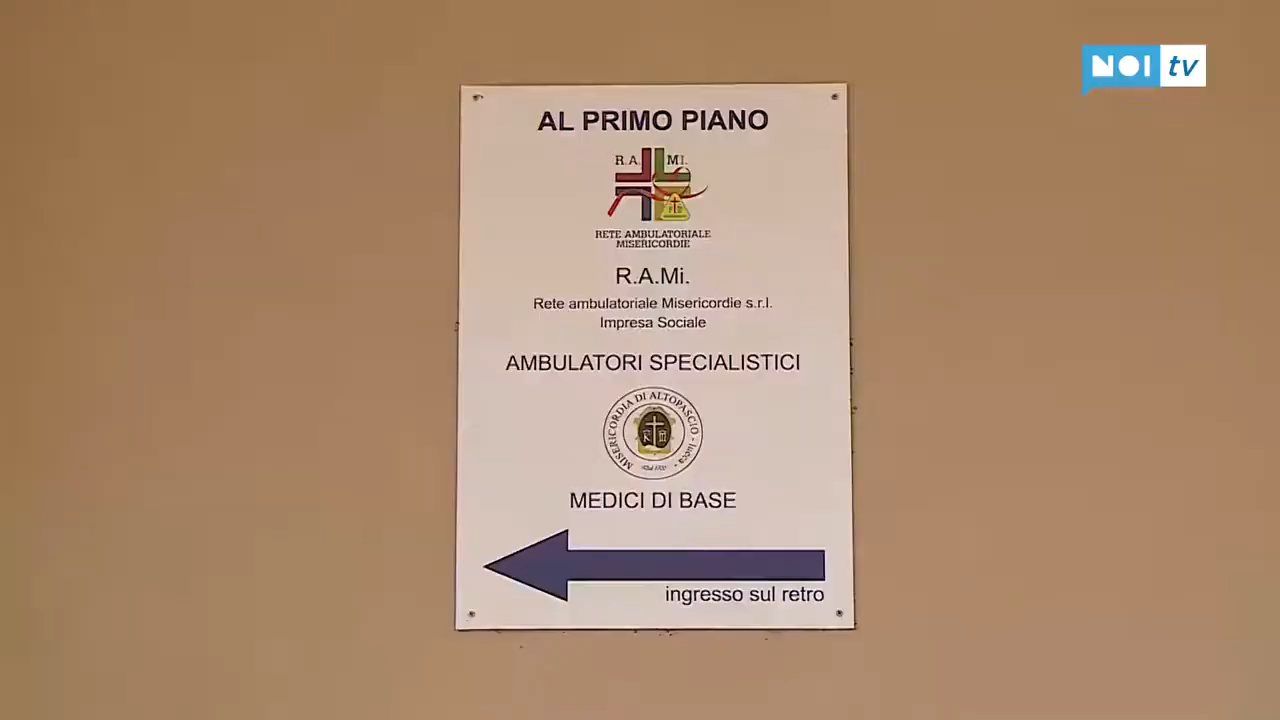 NOI tv
AL PRIMO PIANO
R.A. Mi.
RETE AMBULATORIALE
MISERICORDIE
R.A.Mi.
Rete ambulatoriale Misericordie s.r.l.
Impresa Sociale
AMBULATORI SPECIALISTICI
MISERICORDIA DI ALTOPASCIO - lucca -
MEDICI DI BASE
ingresso sul retro